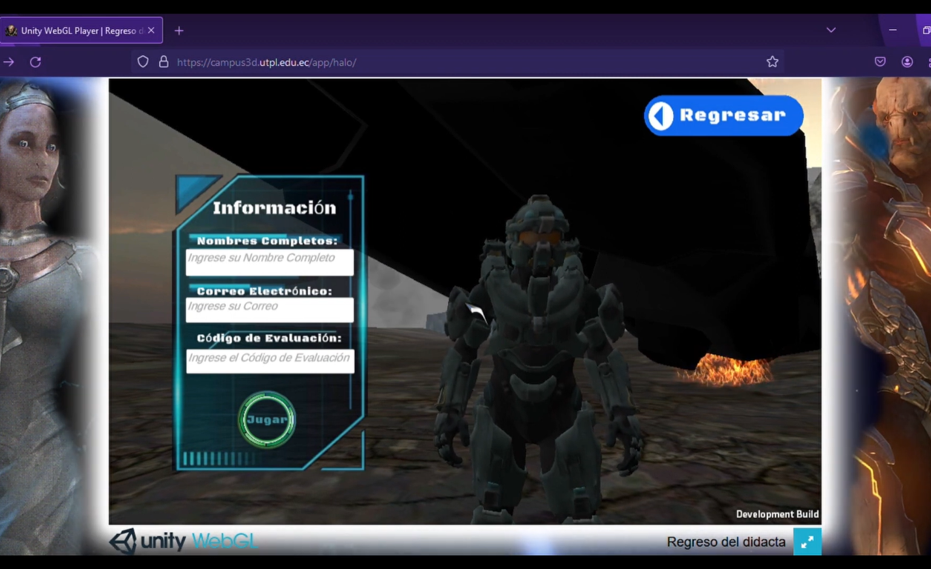 Unity WebGL Player | Regreso d
https://campus3d.utpl.edu.ec/app/halo/
Regresar
Información
Nombres Completos:
Ingrese su Nombre Completo
Correo Electrónico:
Ingrese su Correo
Código de Evaluación:
Ingrese el Código de Evaluación
Jugar
Development Build
unity WebGL
Regreso del didacta